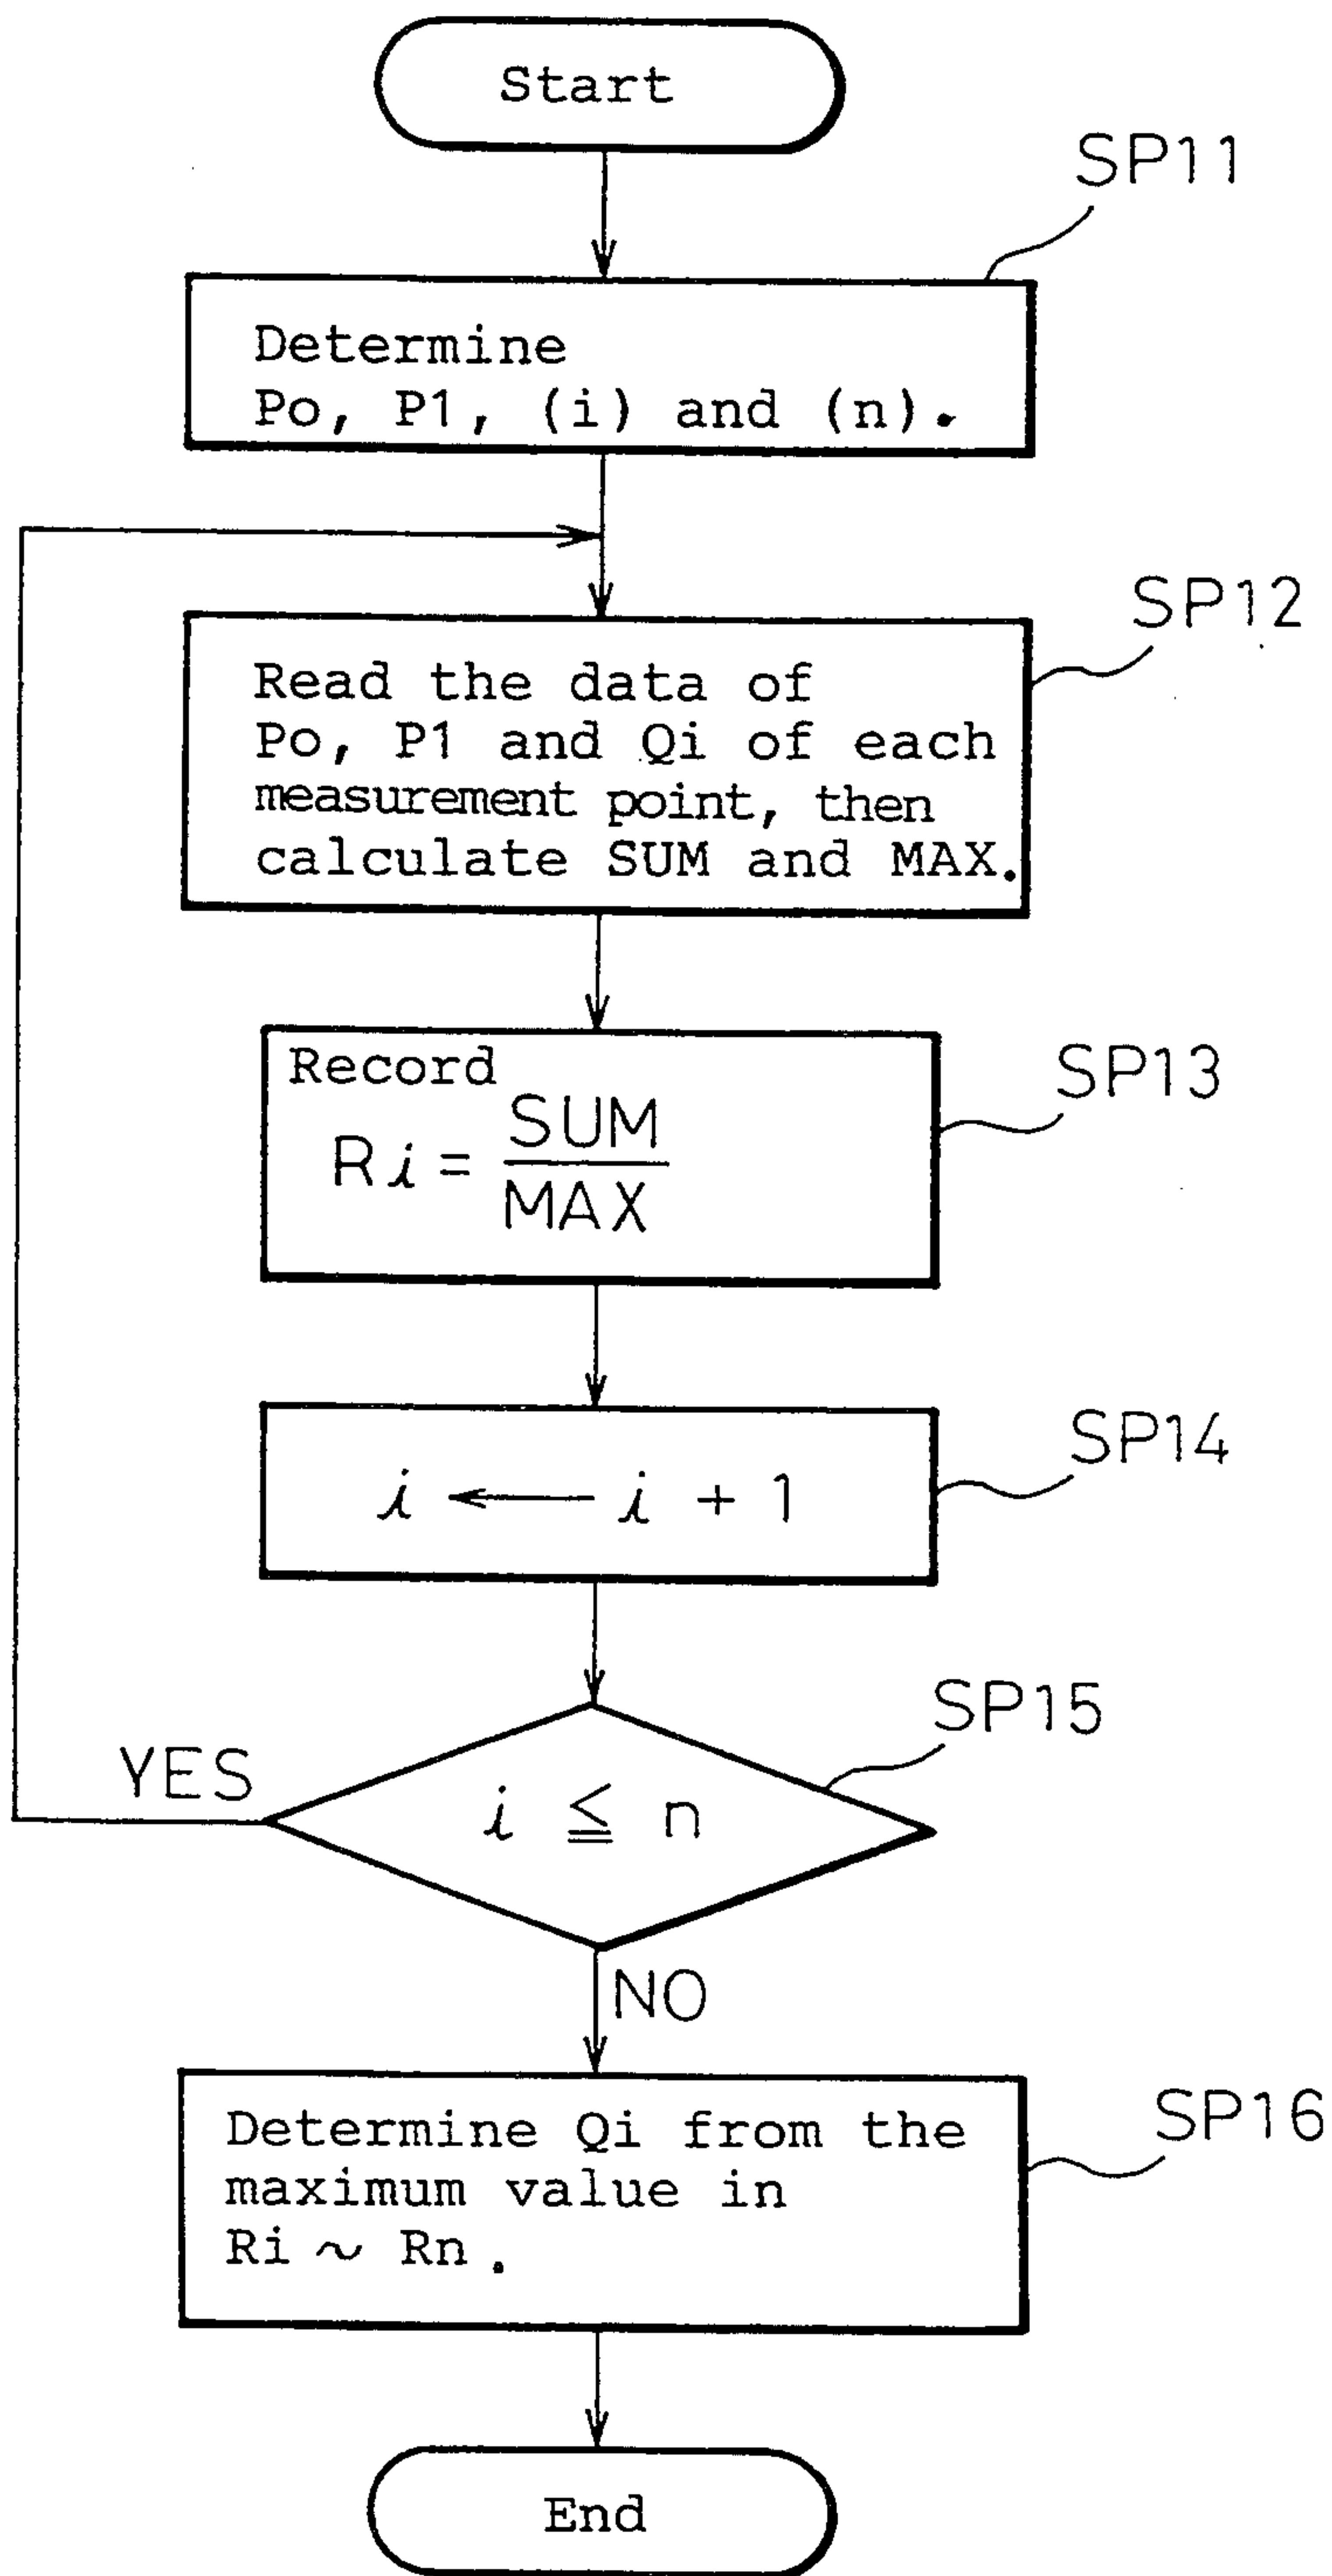 Start
SP11
Determine
Po, P1, (i) and (n).
SP12
Read the data of
Po, P1 and Qi of each
measurement point, then
calculate SUM and MAX.
SP13
Record
Ri = SUM
MAX
SP14
i ← i + 1
SP15
YES
i ≦ n
NO
SP16
Determine Qi from the
maximum value in
Ri ~ Rn.
End